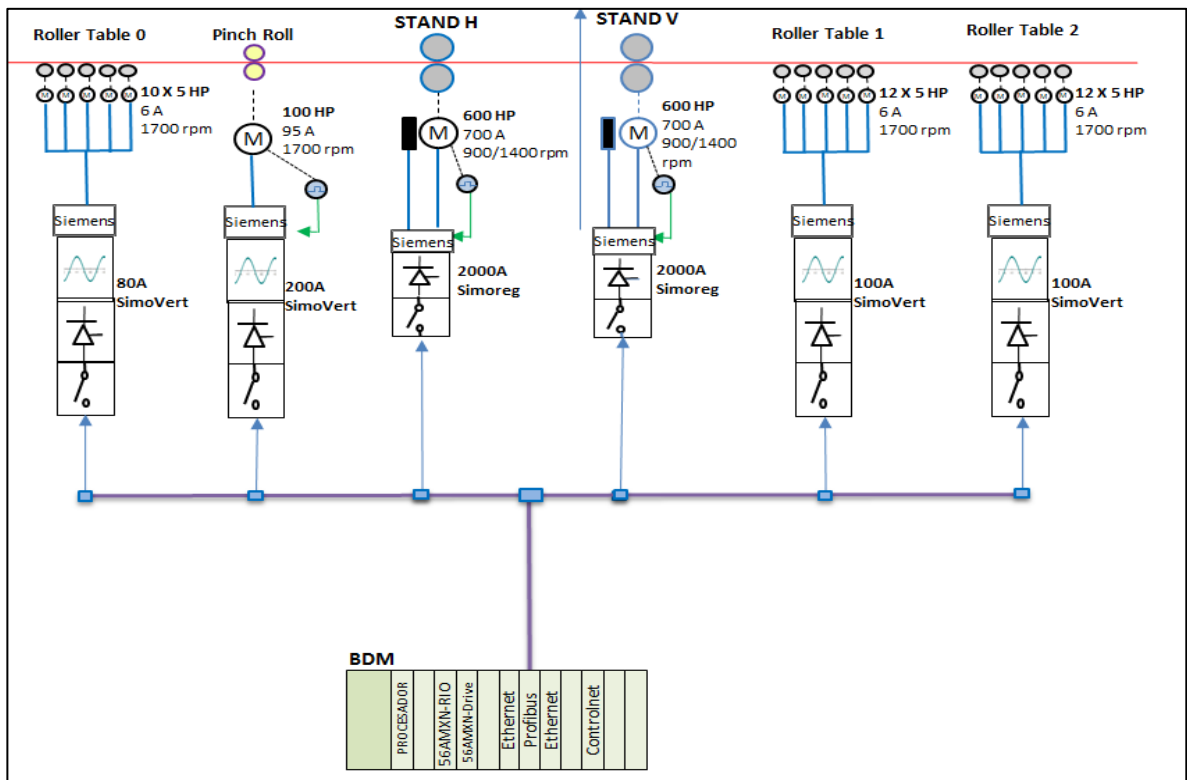 Roller Table 0
Pinch Roll
STAND H
STAND V
Roller Table 1
Roller Table 2
M
M
M
M
M
10 X 5 HP
6 A
1700 rpm
M
100 HP
95 A
1700 rpm
M
600 HP
700 A
900/1400 rpm
M
600 HP
700 A
900/1400
rpm
M
M
M
M
M
12 X 5 HP
6 A
1700 rpm
M
M
M
M
M
12 X 5 HP
6 A
1700 rpm
Siemens
80A
SimoVert
Siemens
200A
SimoVert
Siemens
2000A
Simoreg
Siemens
2000A
Simoreg
Siemens
100A
SimoVert
Siemens
100A
SimoVert
BDM
PROCESADOR
56AMXN-RIO
56AMXN-Drive
Ethernet
Profibus
Ethernet
Controlnet